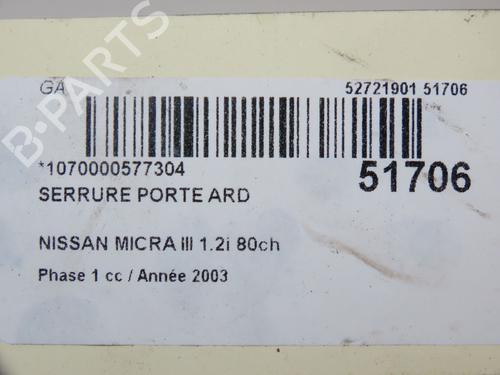 B-PARTS
GA 52721901 51706
*1070000577304 51706
SERRURE PORTE ARD
NISSAN MICRA III 1.2i 80ch
Phase 1 cc / Année 2003